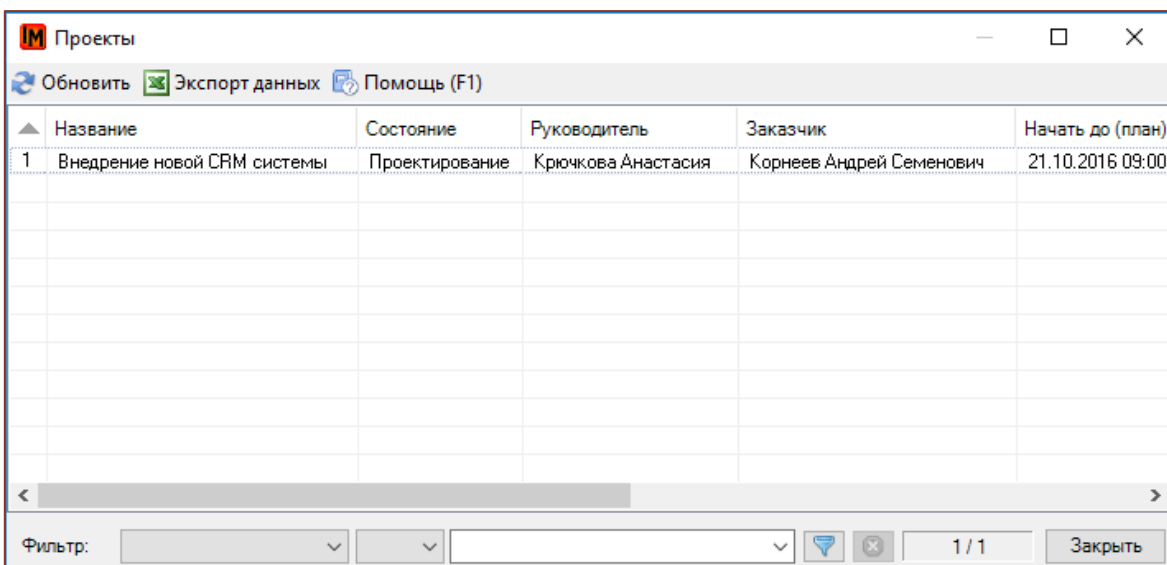 IM Проекты
Обновить Экспорт данных Помощь (F1)
Название Состояние Руководитель Заказчик Начать до (план)
1 Внедрение новой CRM системы Проектирование Крючкова Анастасия Корнеев Андрей Семенович 21.10.2016 09:00
Фильтр: 1 / 1 Закрыть